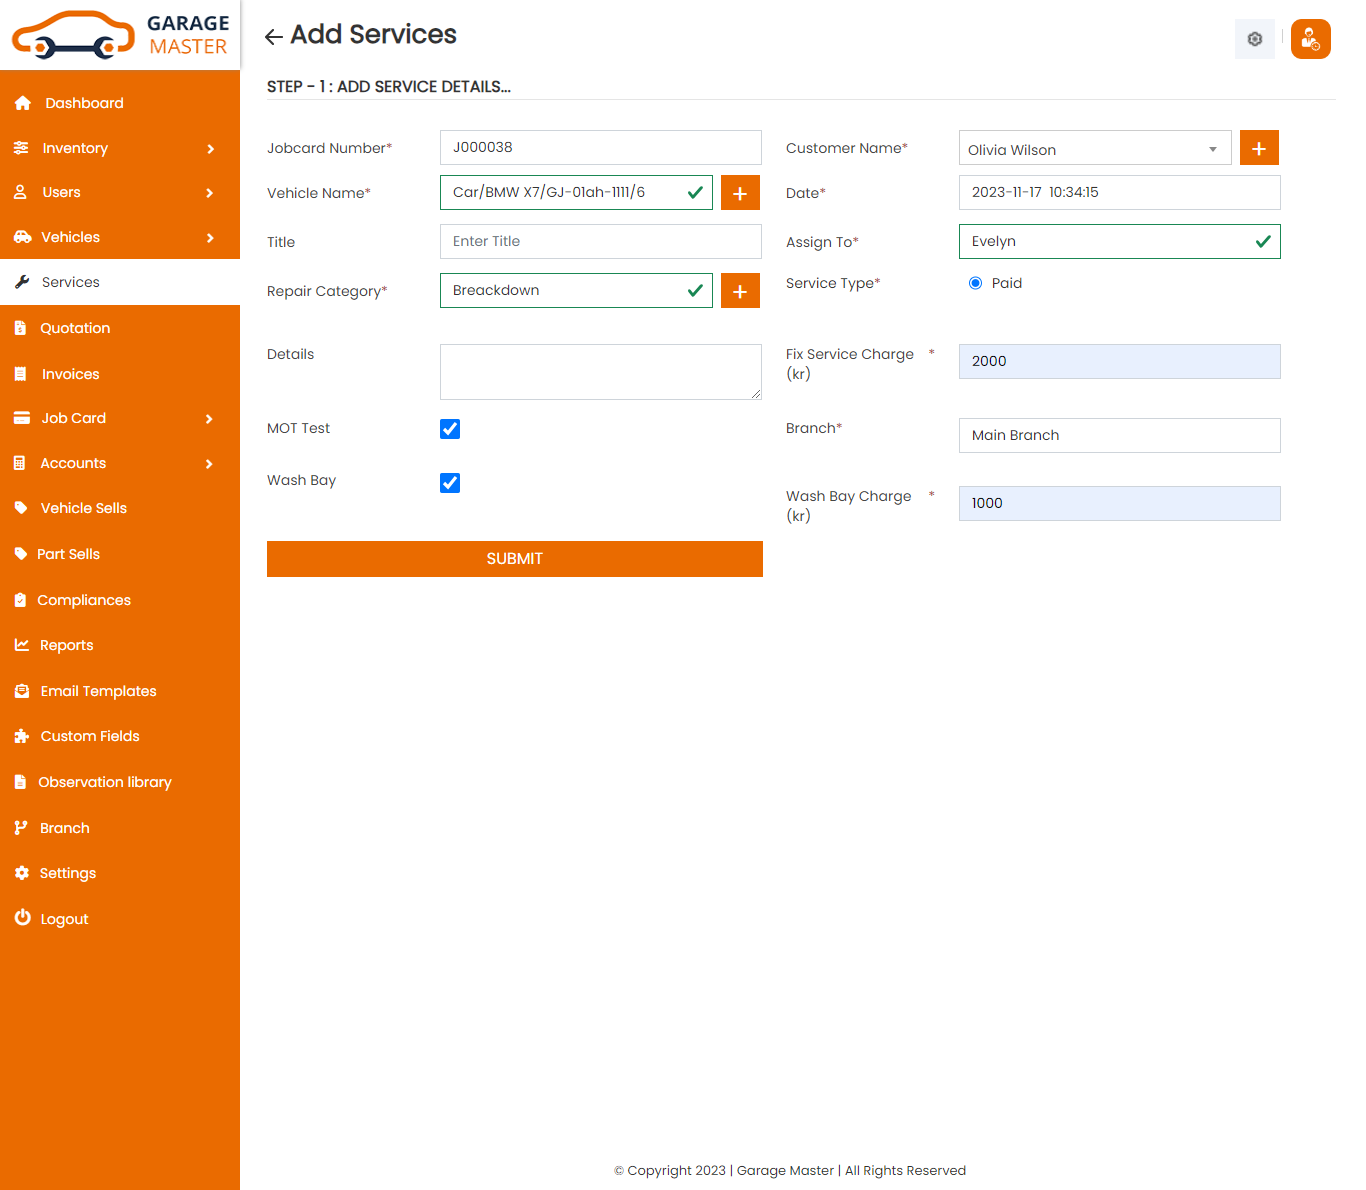 GARAGE
MASTER
Dashboard
Inventory
Users
Vehicles
Services
Quotation
Invoices
Job Card
Accounts
Vehicle Sells
Part Sells
Compliances
Reports
Email Templates
Custom Fields
Observation library
Branch
Settings
Logout
Add Services
STEP - 1 : ADD SERVICE DETAILS...
Jobcard Number* J000038 Customer Name* Olivia Wilson +
Vehicle Name* Car/BMW X7/GJ-01ah-1111/6 + Date* 2023-11-17 10:34:15
Title Enter Title Assign To* Evelyn
Repair Category* Breackdown + Service Type* Paid
Details Fix Service Charge * 2000
(kr)
MOT Test Branch* Main Branch
Wash Bay Wash Bay Charge * 1000
(kr)
SUBMIT
© Copyright 2023 | Garage Master | All Rights Reserved